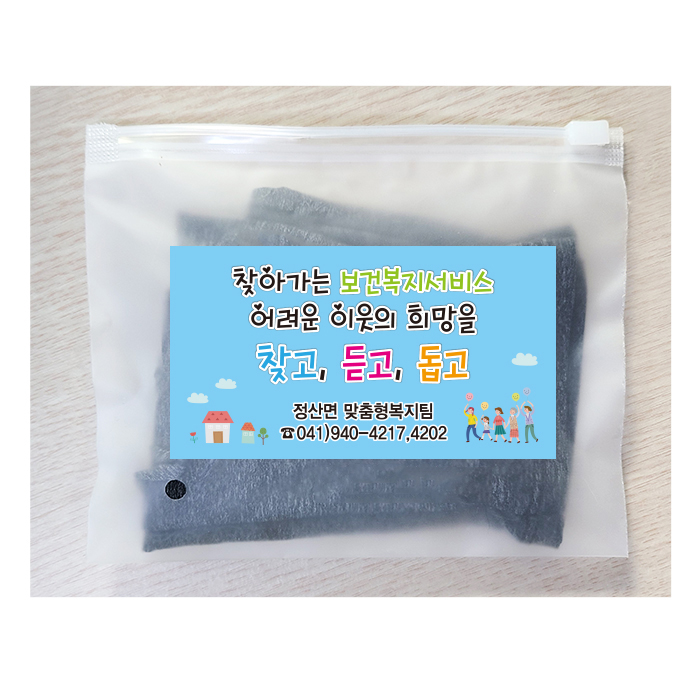 찾아가는 보건복지서비스
어려운 이웃의 희망을
찾고, 듣고, 돕고
정산면 맞춤형복지팀
☎041)940-4217,4202